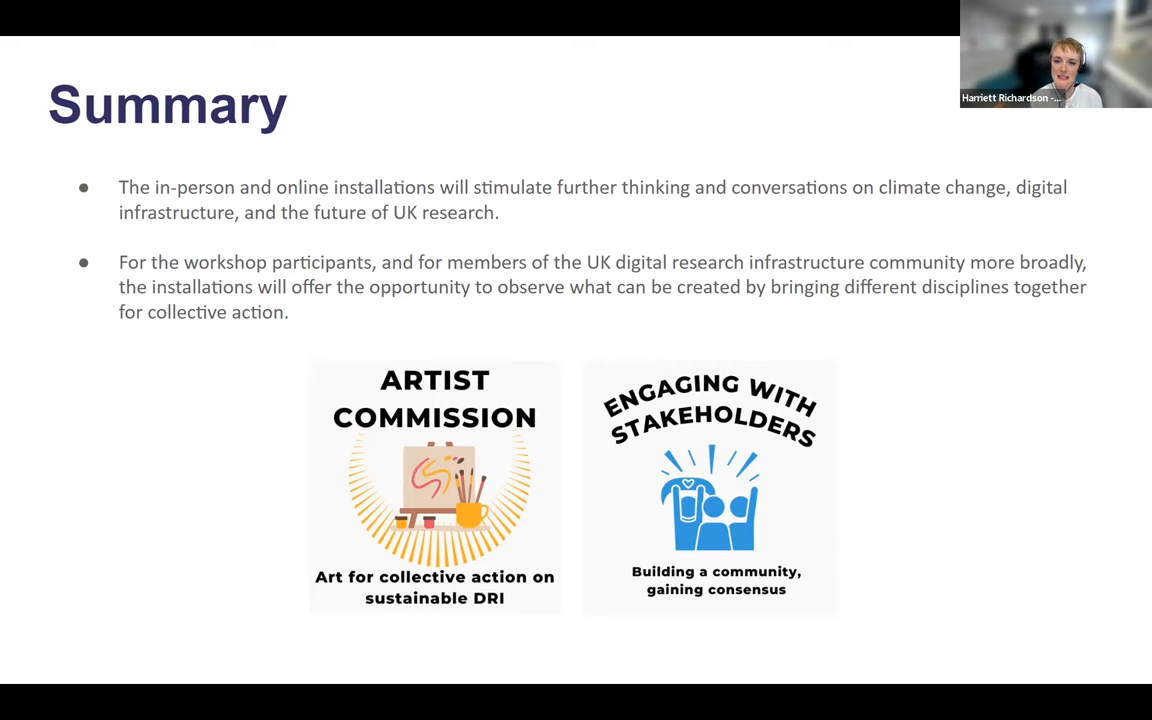 Summary
Harriett Richardson -...
● The in-person and online installations will stimulate further thinking and conversations on climate change, digital
infrastructure, and the future of UK research.
● For the workshop participants, and for members of the UK digital research infrastructure community more broadly,
the installations will offer the opportunity to observe what can be created by bringing different disciplines together
for collective action.
ARTIST
COMMISSION
Art for collective action on
sustainable DRI
ENGAGING WITH
STAKEHOLDERS
Building a community,
gaining consensus